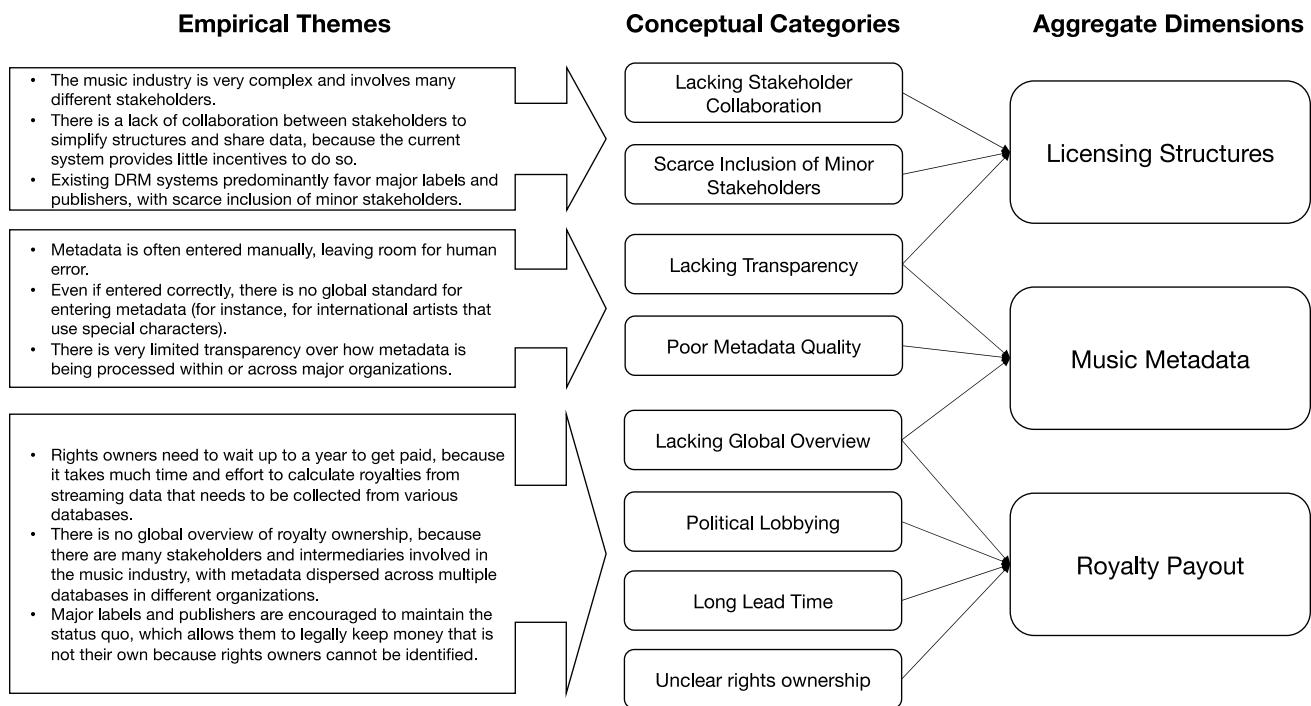 Empirical Themes
Conceptual Categories
Aggregate Dimensions
• The music industry is very complex and involves many
different stakeholders.
• There is a lack of collaboration between stakeholders to
simplify structures and share data, because the current
system provides little incentives to do so.
• Existing DRM systems predominantly favor major labels and
publishers, with scarce inclusion of minor stakeholders.
• Metadata is often entered manually, leaving room for human
error.
• Even if entered correctly, there is no global standard for
entering metadata (for instance, for international artists that
use special characters).
• There is very limited transparency over how metadata is
being processed within or across major organizations.
• Rights owners need to wait up to a year to get paid, because
it takes much time and effort to calculate royalties from
streaming data that needs to be collected from various
databases.
• There is no global overview of royalty ownership, because
there are many stakeholders and intermediaries involved in
the music industry, with metadata dispersed across multiple
databases in different organizations.
• Major labels and publishers are encouraged to maintain the
status quo, which allows them to legally keep money that is
not their own because rights owners cannot be identified.
Lacking Stakeholder
Collaboration
Scarce Inclusion of Minor
Stakeholders
Lacking Transparency
Poor Metadata Quality
Lacking Global Overview
Political Lobbying
Long Lead Time
Unclear rights ownership
Licensing Structures
Music Metadata
Royalty Payout